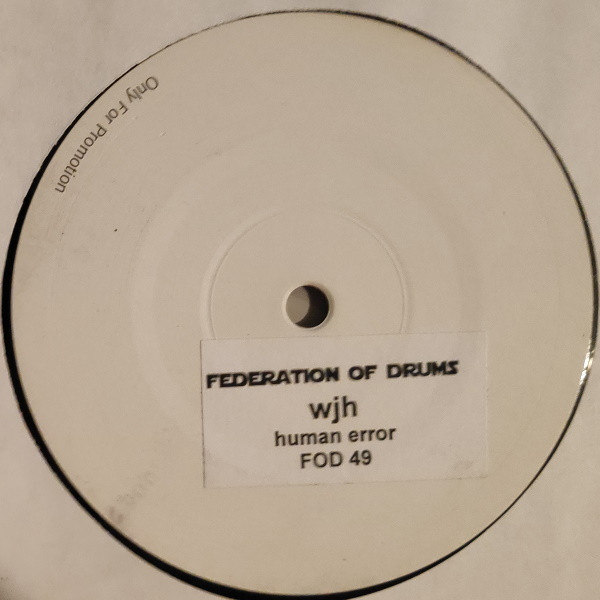 Only For Promotion
FEDERATION OF DRUMS
wjh
human error
FOD 49